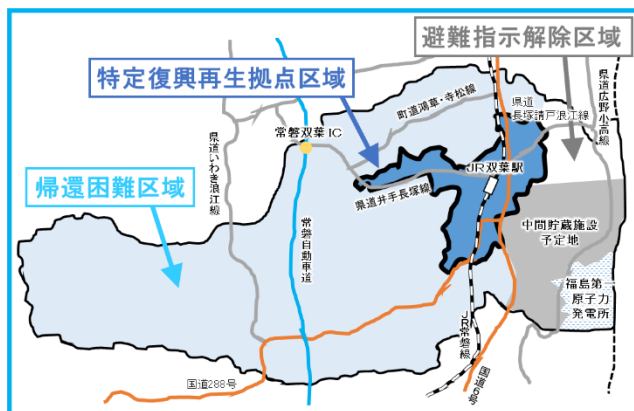 避難指示解除区域
特定復興再生拠点区域
県道広野小高線
町道鴻草・寺松線
県道
長塚請戸浪江線
常磐双葉IC
県道いわき浪江線
JR双葉駅
帰還困難区域
県道井手長塚線
中間貯蔵施設
予定地
常磐自動車道
福島第一
原子力
発電所
JR常磐線
国道6号
国道288号